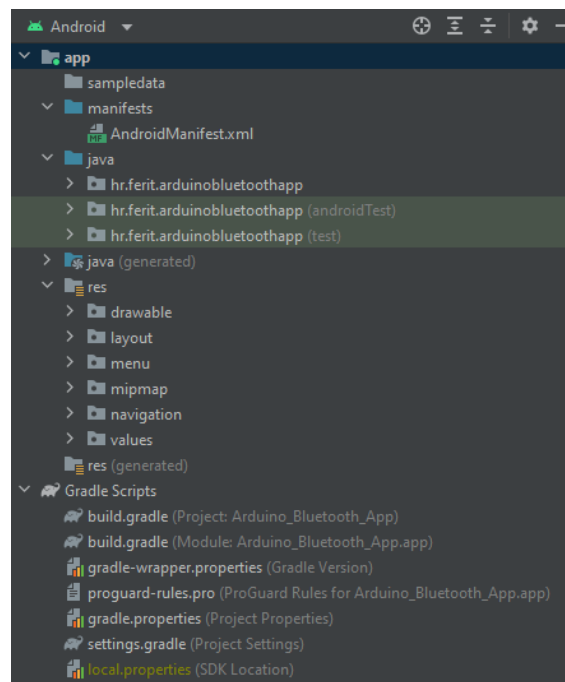 Android
app
sampledata
manifests
MF AndroidManifest.xml
java
hr.ferit.arduinobluetoothapp
hr.ferit.arduinobluetoothapp (androidTest)
hr.ferit.arduinobluetoothapp (test)
java (generated)
res
drawable
layout
menu
mipmap
navigation
values
res (generated)
Gradle Scripts
build.gradle (Project: Arduino_Bluetooth_App)
build.gradle (Module: Arduino_Bluetooth_App.app)
gradle-wrapper.properties (Gradle Version)
proguard-rules.pro (ProGuard Rules for Arduino_Bluetooth_App.app)
gradle.properties (Project Properties)
settings.gradle (Project Settings)
local.properties (SDK Location)